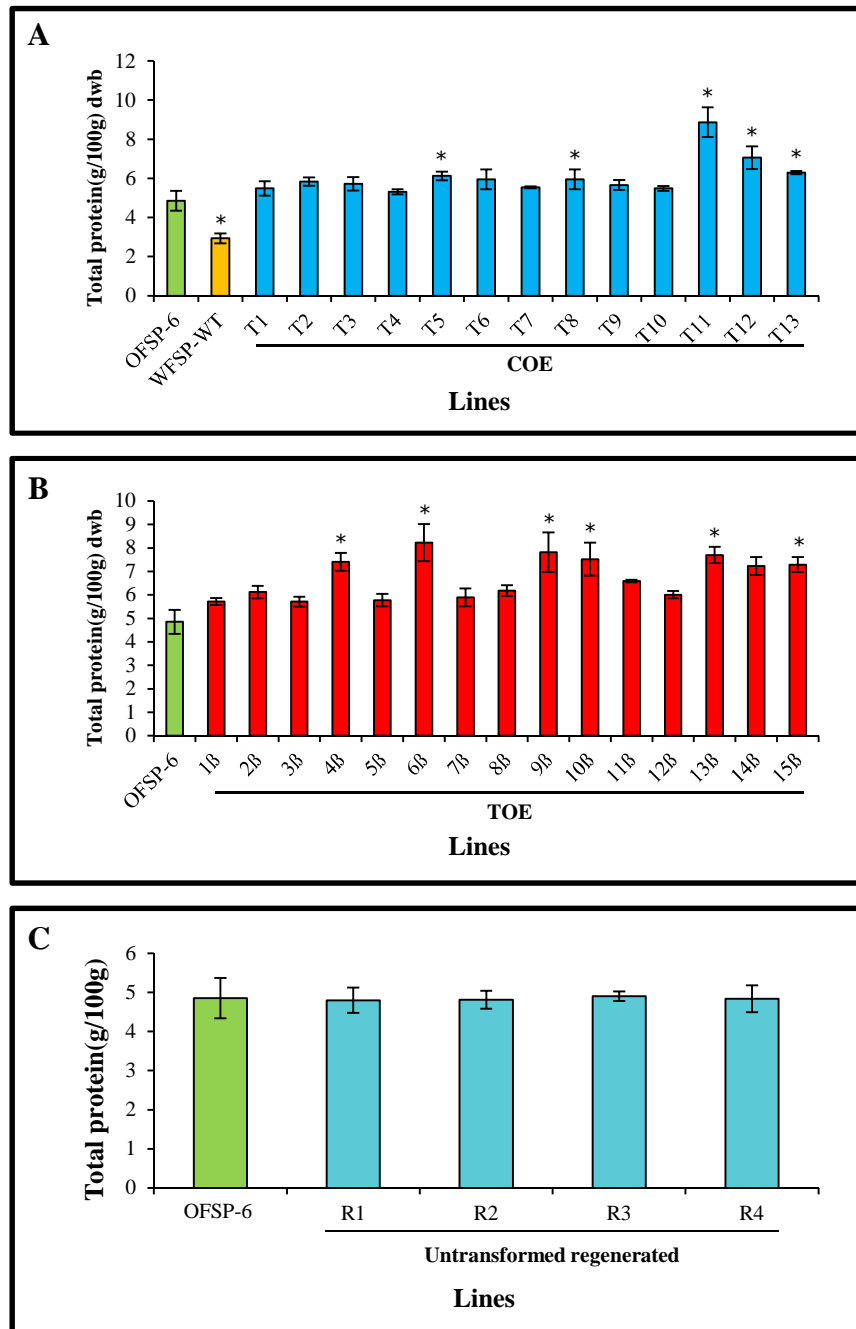 A
Total protein(g/100g) dwb
12
10
8
6
4
2
0
* * * * * *
OFSP-6 WFSP-WT T1 T2 T3 T4 T5 T6 T7 T8 T9 T10 T11 T12 T13
COE
Lines
B
Total protein(g/100g) dwb
10
9
8
7
6
5
4
3
2
1
0
* * * * * *
OFSP-6 1ß 2ß 3ß 4ß 5ß 6ß 7ß 8ß 9ß 10ß 11ß 12ß 13ß 14ß 15ß
TOE
Lines
C
Total protein(g/100g)
6
5
4
3
2
1
0
OFSP-6 R1 R2 R3 R4
Untransformed regenerated
Lines